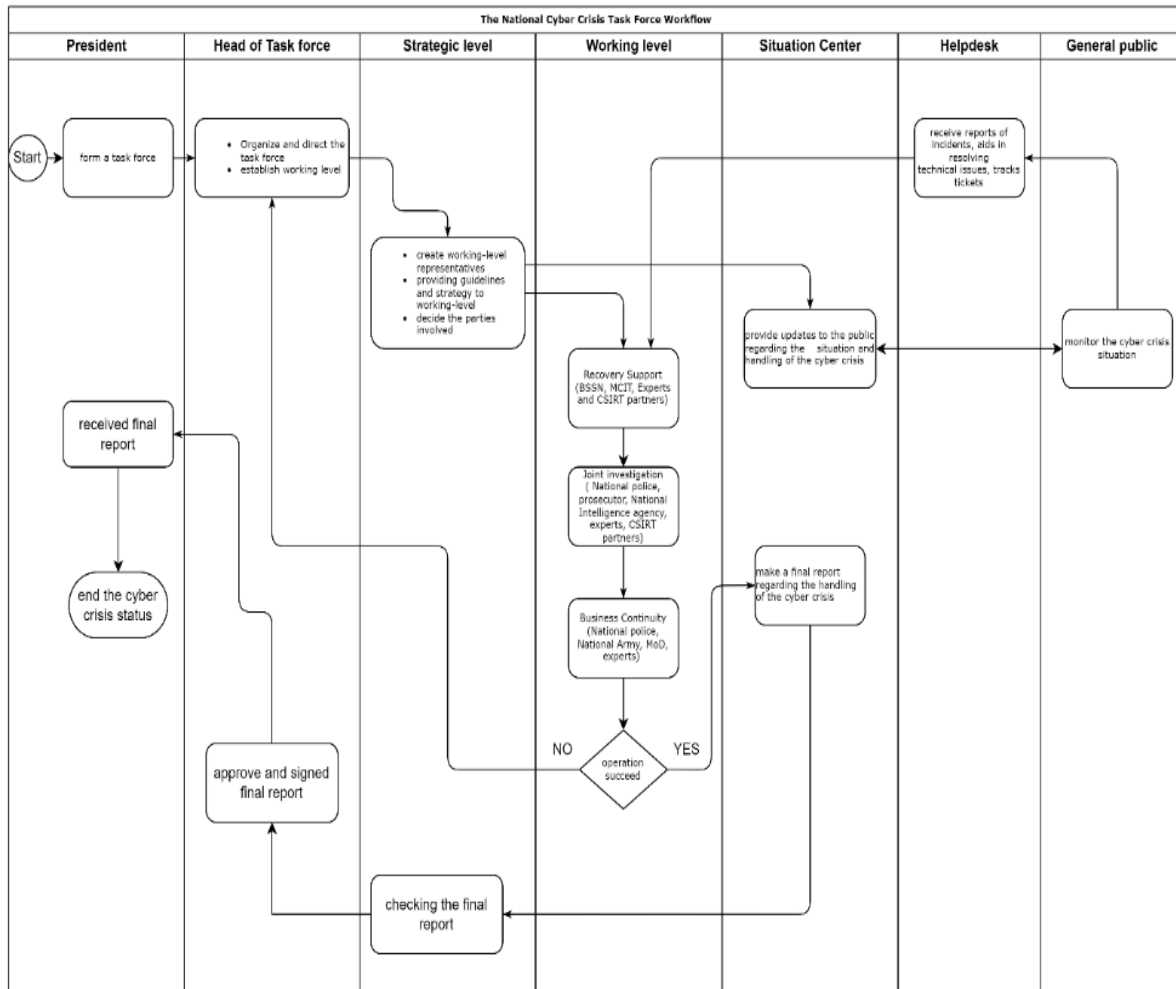 The National Cyber Crisis Task Force Workflow
President
Head of Task force
Strategic level
Working level
Situation Center
Helpdesk
General public
Start
form a task force
• Organize and direct the
task force
• establish working level
receive reports of
incidents, aids in
resolving
technical issues, tracks
tickets
• create working-level
representatives
• providing guidelines
and strategy to
working-level
• decide the parties
involved
provide updates to the public
regarding the situation and
handling of the cyber crisis
monitor the cyber crisis
situation
Recovery Support
(BSSN, MCIT, Experts
and CSIRT partners)
received final
report
Joint investigation
( National police,
prosecutor, National
Intelligence agency,
experts, CSIRT
partners)
end the cyber
crisis status
make a final report
regarding the handling
of the cyber crisis
Business Continuity
(National police,
National Army, MoD,
experts)
NO
YES
operation
succeed
approve and signed
final report
checking the final
report